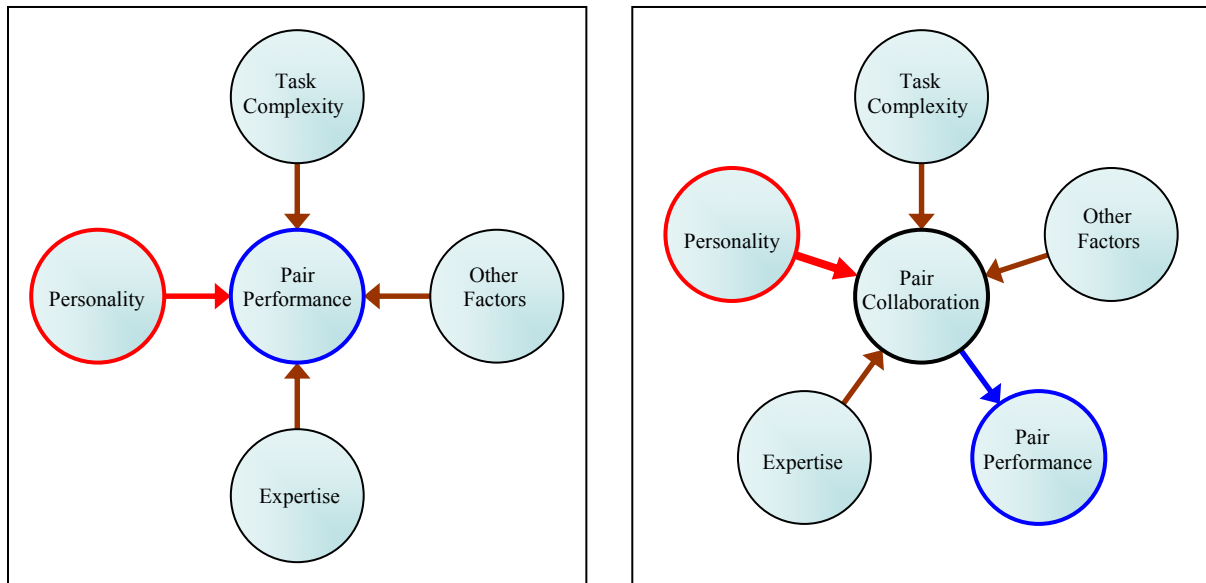 Task
Complexity
Personality
Pair
Performance
Other
Factors
Expertise
Task
Complexity
Personality
Other
Factors
Pair
Collaboration
Expertise
Pair
Performance